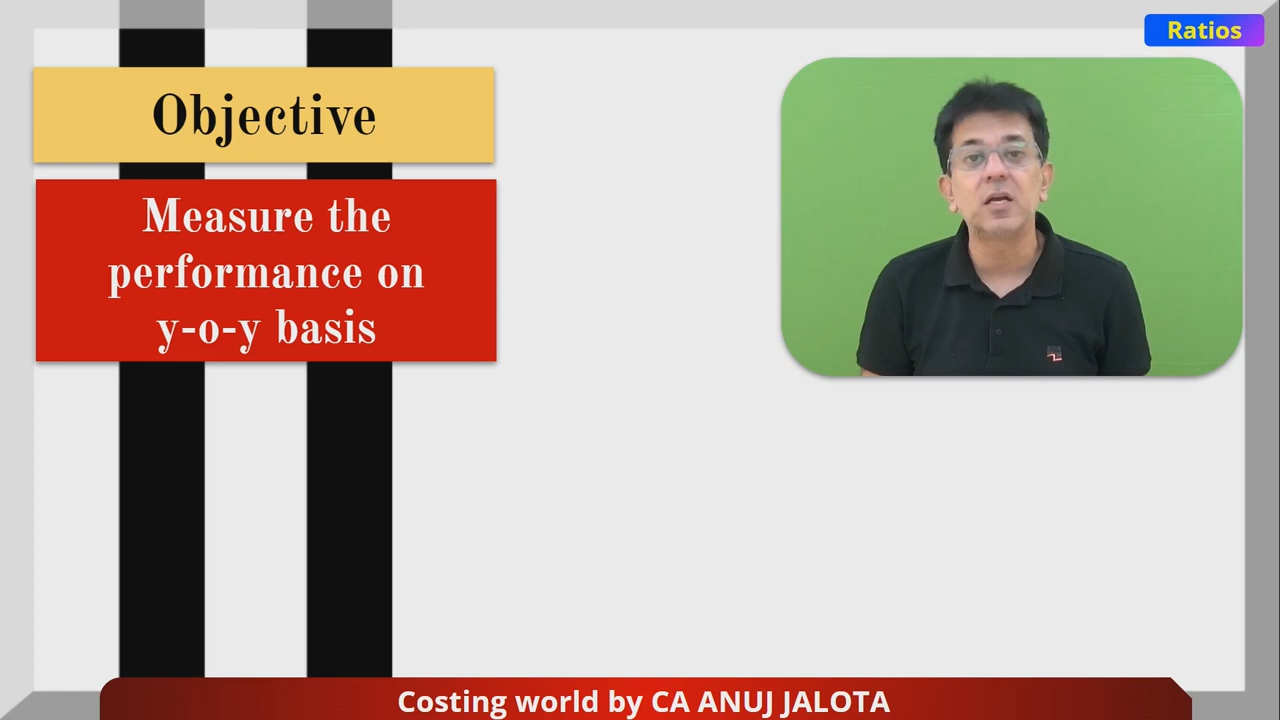 Ratios
Objective
Measure the
performance on
y-o-y basis
Costing world by CA ANUJ JALOTA